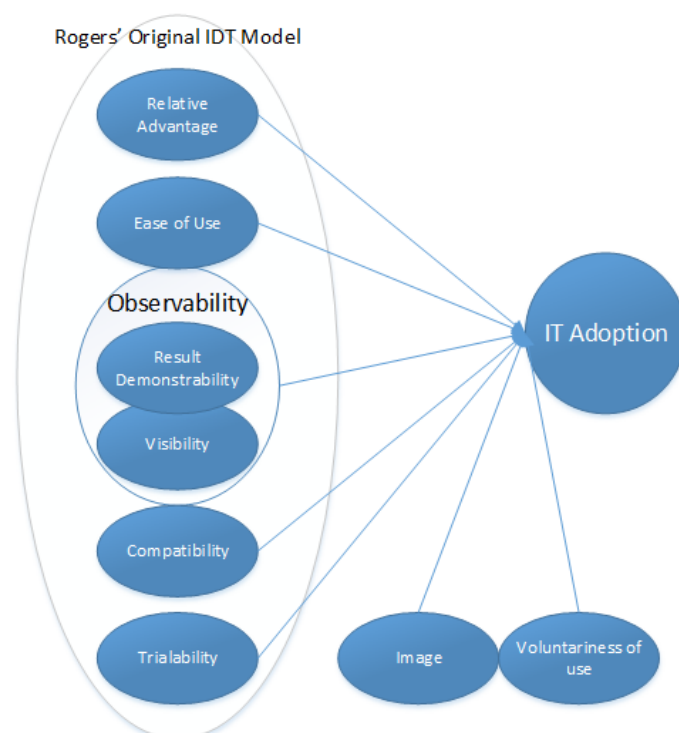 Rogers' Original IDT Model
Relative
Advantage
Ease of Use
Observability
Result
Demonstrability
Visibility
Compatibility
Trialability
IT Adoption
Image
Voluntariness of
use